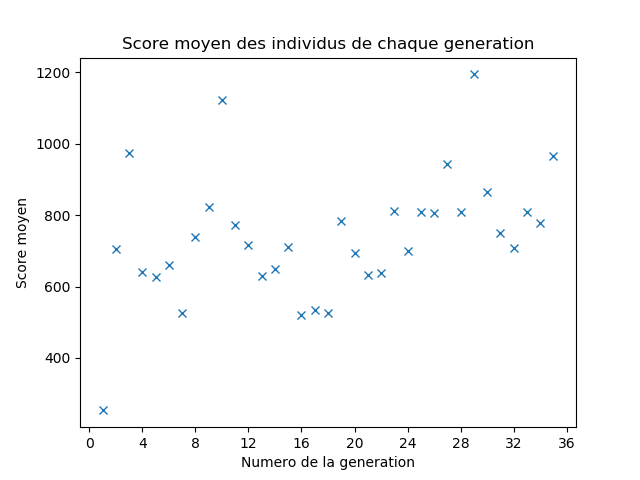 Score moyen des individus de chaque generation
1200
1000
800
600
400
Score moyen
0 4 8 12 16 20 24 28 32 36
Numero de la generation